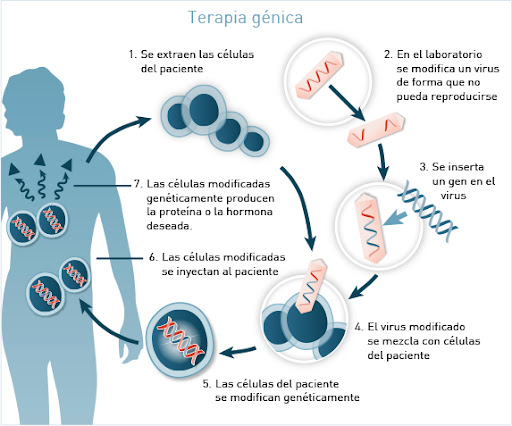 Terapia génica
1. Se extraen las células
del paciente
2. En el laboratorio
se modifica un virus
de forma que no
pueda reproducirse
3. Se inserta
un gen en el
virus
4. El virus modificado
se mezcla con células
del paciente
5. Las células del paciente
se modifican genéticamente
6. Las células modificadas
se inyectan al paciente
7. Las células modificadas
genéticamente producen
la proteína o la hormona
deseada.